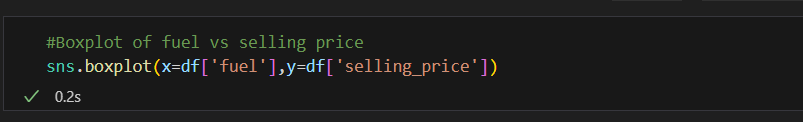 #Boxplot of fuel vs selling price
sns.boxplot(x=df['fuel'],y=df['selling_price'])
0.2s